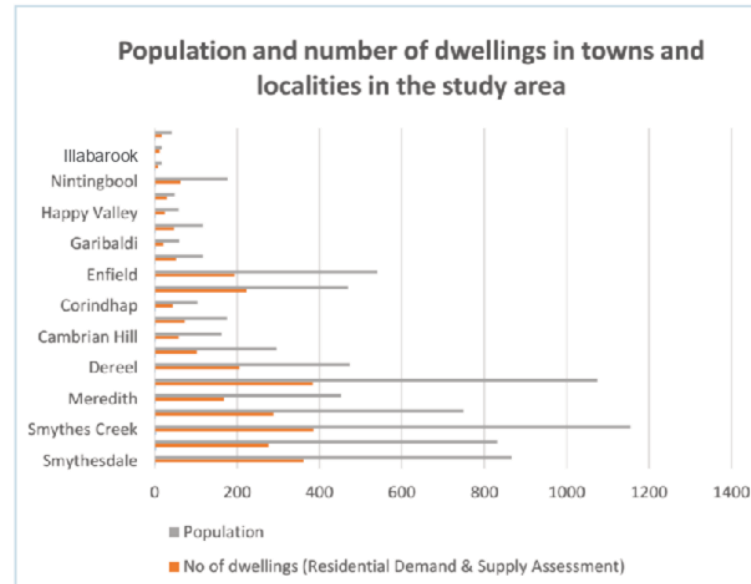 Population and number of dwellings in towns and
localities in the study area
Illabarook
Nintingbool
Happy Valley
Garibaldi
Enfield
Corindhap
Cambrian Hill
Dereel
Meredith
Smythes Creek
Smythesdale
0 200 400 600 800 1000 1200 1400
Population
No of dwellings (Residential Demand & Supply Assessment)